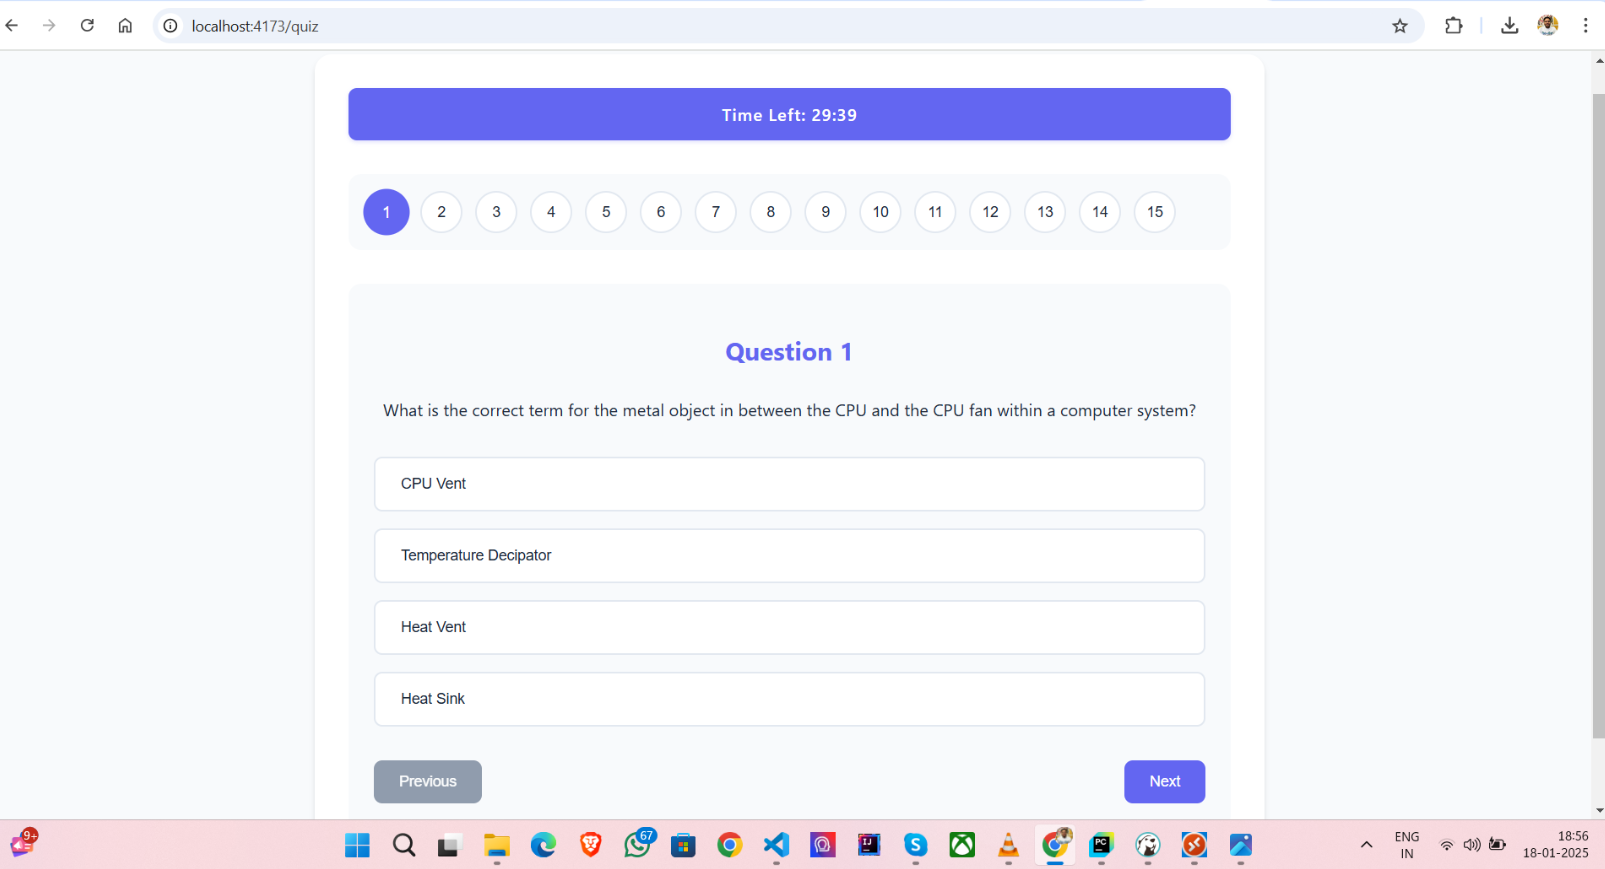 localhost:4173/quiz
Time Left: 29:39
1 2 3 4 5 6 7 8 9 10 11 12 13 14 15
Question 1
What is the correct term for the metal object in between the CPU and the CPU fan within a computer system?
CPU Vent
Temperature Decipator
Heat Vent
Heat Sink
Previous Next
9+
67
IJ
S
PC
ENG
IN
18:56
18-01-2025